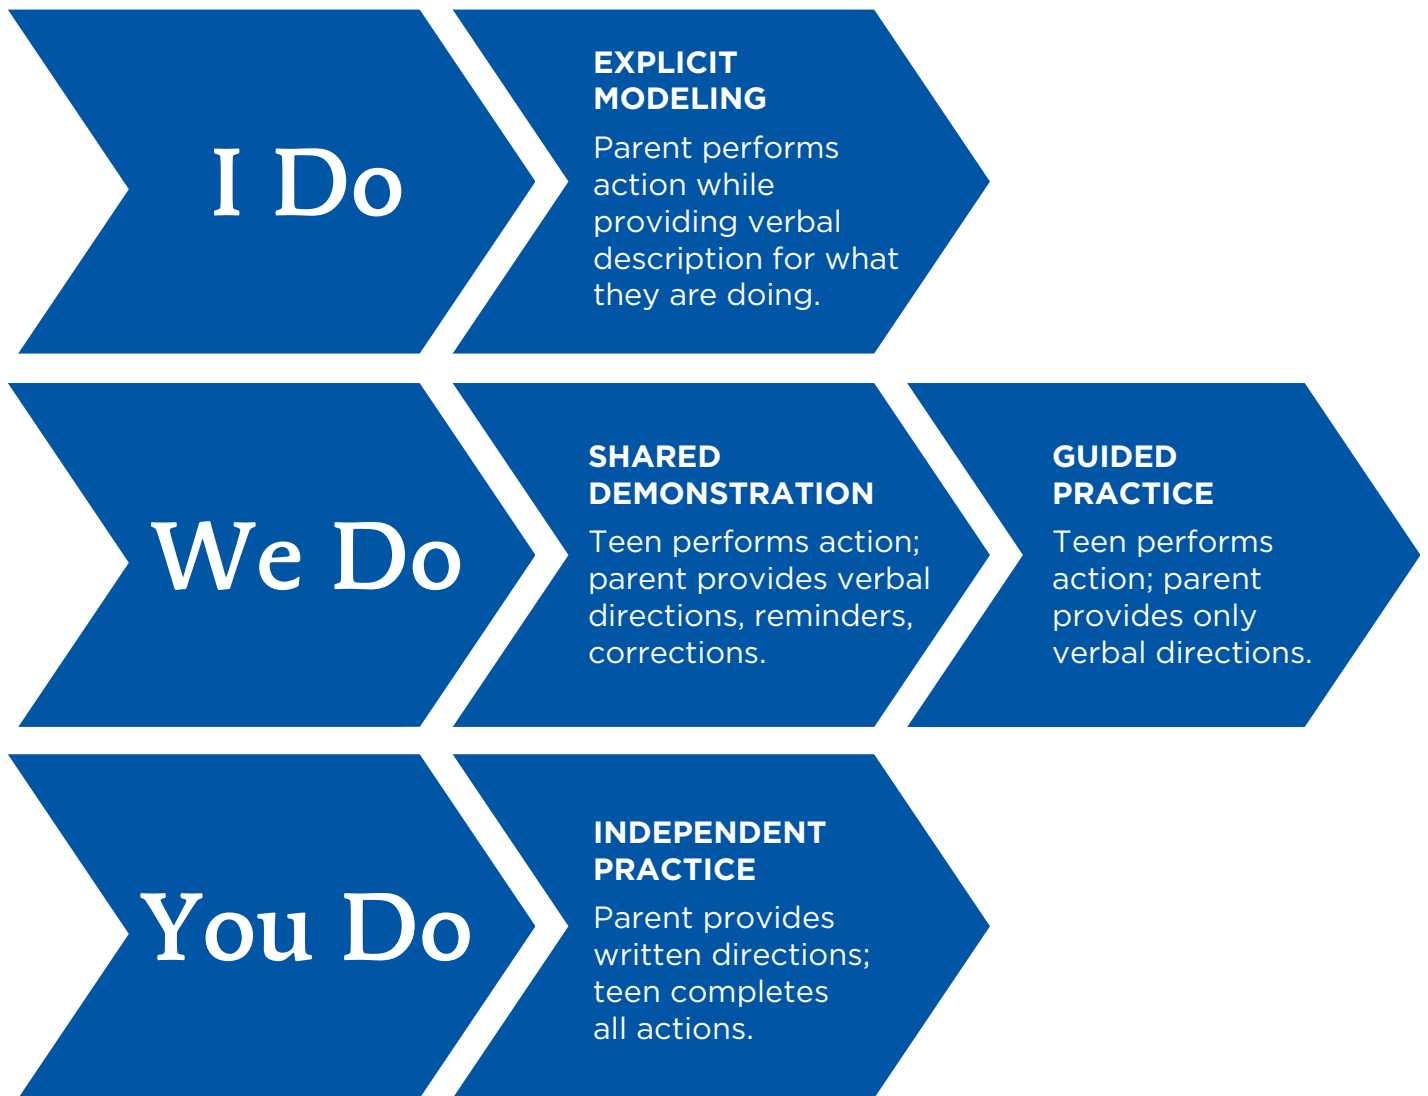 I Do
EXPLICIT
MODELING
Parent performs
action while
providing verbal
description for what
they are doing.
We Do
SHARED
DEMONSTRATION
Teen performs action;
parent provides verbal
directions, reminders,
corrections.
GUIDED
PRACTICE
Teen performs
action; parent
provides only
verbal directions.
You Do
INDEPENDENT
PRACTICE
Parent provides
written directions;
teen completes
all actions.